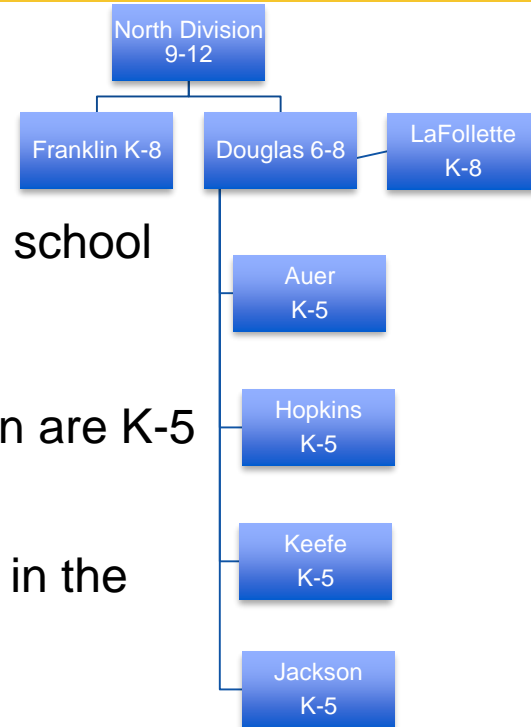 North Division
9-12
Franklin K-8
Douglas 6-8
LaFollette
K-8
school
Auer
K-5
n are K-5
Hopkins
K-5
Keefe
K-5
in the
Jackson
K-5